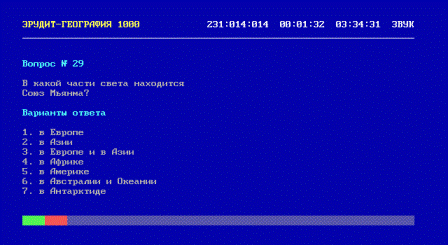 ЭРУДИТ-ГЕОГРАФИЯ 1000 231:014:014 00:01:32 03:34:31 ЗВУК
Вопрос № 29
В какой части света находится
Союз Мьянма?
Варианты ответа
1. в Европе
2. в Азии
3. в Европе и в Азии
4. в Африке
5. в Америке
6. в Австралии и Океании
7. в Антарктиде